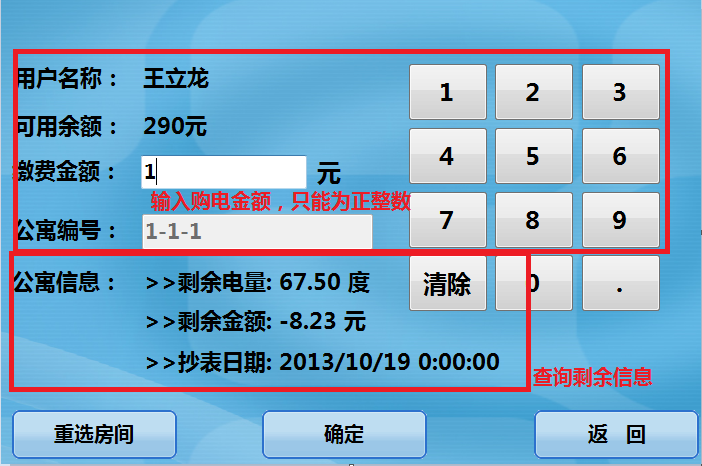 用户名称： 王立龙
可用余额： 290元
缴费金额： 1 元
输入购电金额，只能为正整数
公寓编号： 1-1-1
公寓信息： >>剩余电量: 67.50 度
>>剩余金额: -8.23 元
>>抄表日期: 2013/10/19 0:00:00
1 2 3
4 5 6
7 8 9
清除 0 .
查询剩余信息
重选房间 确定 返 回